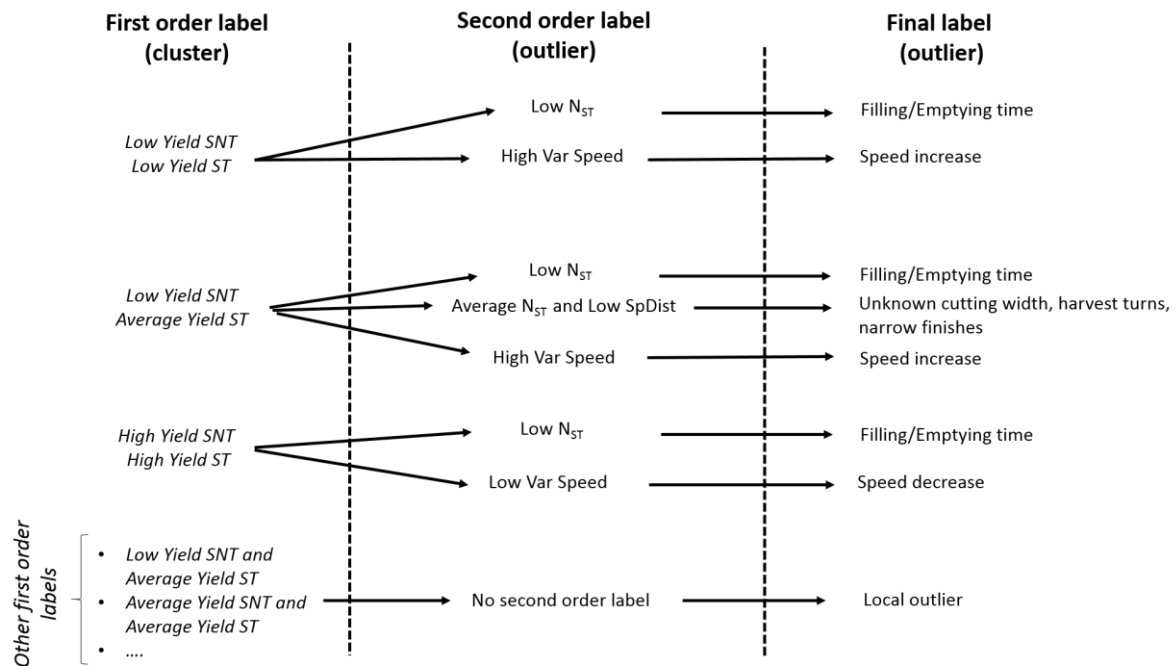 First order label
(cluster)
Second order label
(outlier)
Final label
(outlier)
Low Yield SNT
Low Yield ST
Low NST
Filling/Emptying time
High Var Speed
Speed increase
Low Yield SNT
Average Yield ST
Low NST
Filling/Emptying time
Average NST and Low SpDist
Unknown cutting width, harvest turns,
narrow finishes
High Var Speed
Speed increase
High Yield SNT
High Yield ST
Low NST
Filling/Emptying time
Low Var Speed
Speed decrease
Other first order
labels
• Low Yield SNT and
Average Yield ST
• Average Yield SNT and
Average Yield ST
• ....
No second order label
Local outlier